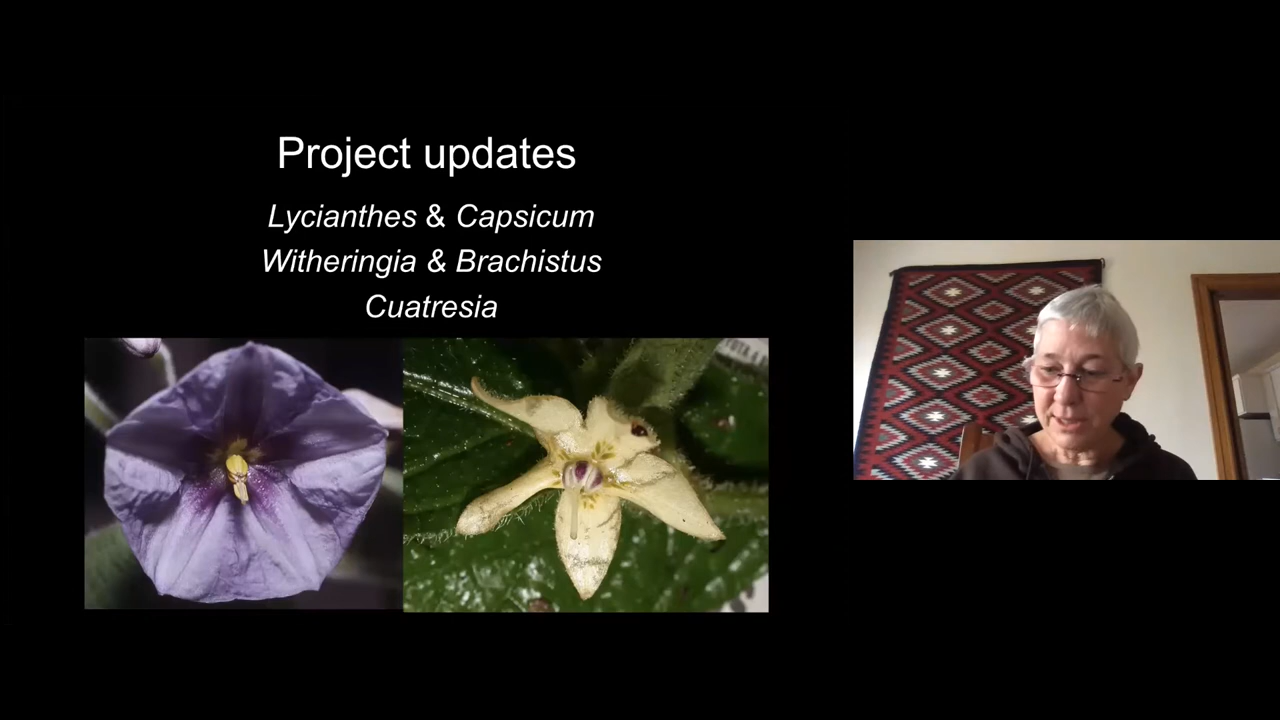 Project updates
Lycianthes & Capsicum
Witheringia & Brachistus
Cuatresia